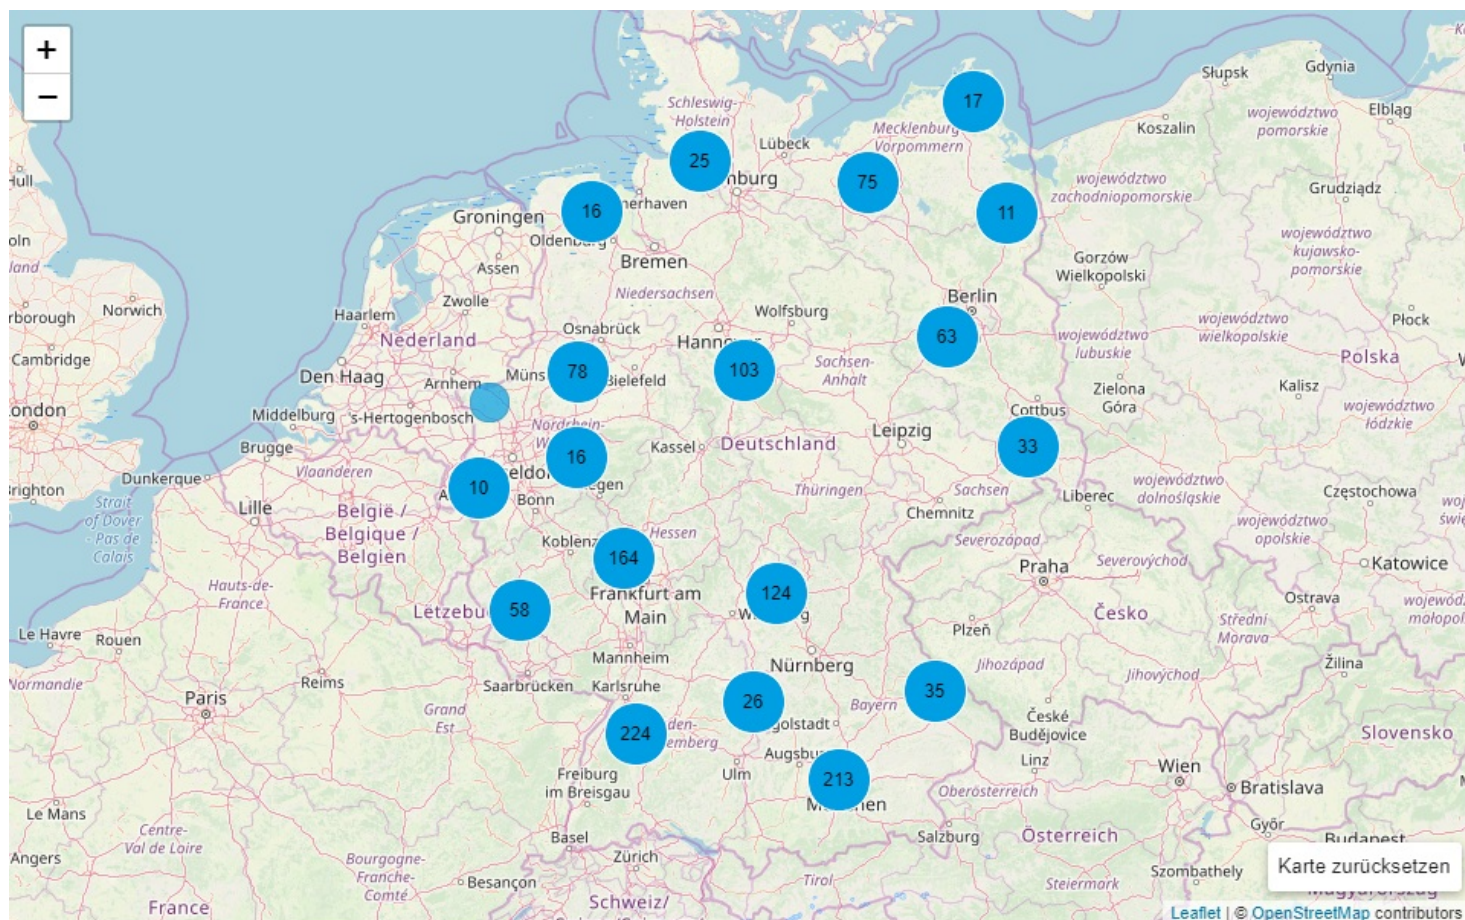 +
−
Schleswig-
Holstein
Lübeck
17
Mecklenburg
Vorpommern
Słupsk
Gdynia
Elbląg
Koszalin
województwo
pomorskie
25
75
11
16
Groningen
Oldenburg
Bremen
Assen
Zwolle
Niedersachsen
województwo
zachodniopomorskie
Grudziądz
województwo
kujawsko-
pomorskie
Gorzów
Wielkopolski
Norwich
Haarlem
Nederland
Osnabrück
Wolfsburg
Berlin
63
województwo
lubuskie
województwo
wielkopolskie
Płock
Polska
Cambridge
Den Haag
Arnhem
Müns
78
Bielefeld
103
Sachsen-
Anhalt
Zielona
Góra
Kalisz
województwo
łódzkie
Middelburg
's-Hertogenbosch
Nordrhein-
Brugge
Vlaanderen
Dunkerque
16
Kassel
Deutschland
Leipzig
Cottbus
33
10
Bonn
Thüringen
Sachsen
Chemnitz
Liberec
województwo
dolnośląskie
Częstochowa
Strait
of Dover
- Pas de
Calais
Lille
België /
Belgique /
Belgien
Koblenz
Hessen
164
Frankfurt am
Main
124
Severozápad
Severovýchod
Praha
województwo
opolskie
Katowice
Hauts-de-
France
58
Česko
Střední
Morava
Ostrava
Le Havre
Rouen
Plzeň
Mannheim
Nürnberg
Jihozápad
Jihovýchod
Žilina
Normandie
Reims
Saarbrücken
Karlsruhe
Paris
Grand
Est
26
Bayern
35
České
Budějovice
Slovensko
224
Augsbu
213
Ulm
Linz
Wien
Bratislava
Freiburg
im Breisgau
Oberösterreich
Le Mans
Centre-
Val de Loire
Basel
Salzburg
Österreich
Győr
Budapest
Angers
Bourgogne-
Franche-
Comté
Zürich
Besançon
Tirol
Steiermark
Szombathely
Karte zurücksetzen
France
Schweiz/
Leaflet | © OpenStreetMap contributors